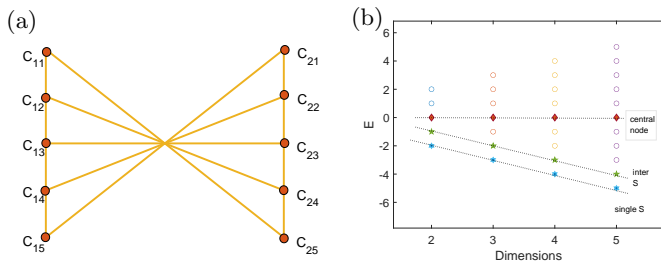 (a)
C11
C12
C13
C14
C15
C21
C22
C23
C24
C25
(b)
E
6
4
2
0
-2
-4
-6
2 3 4 5
Dimensions
central
node
inter
S
single S